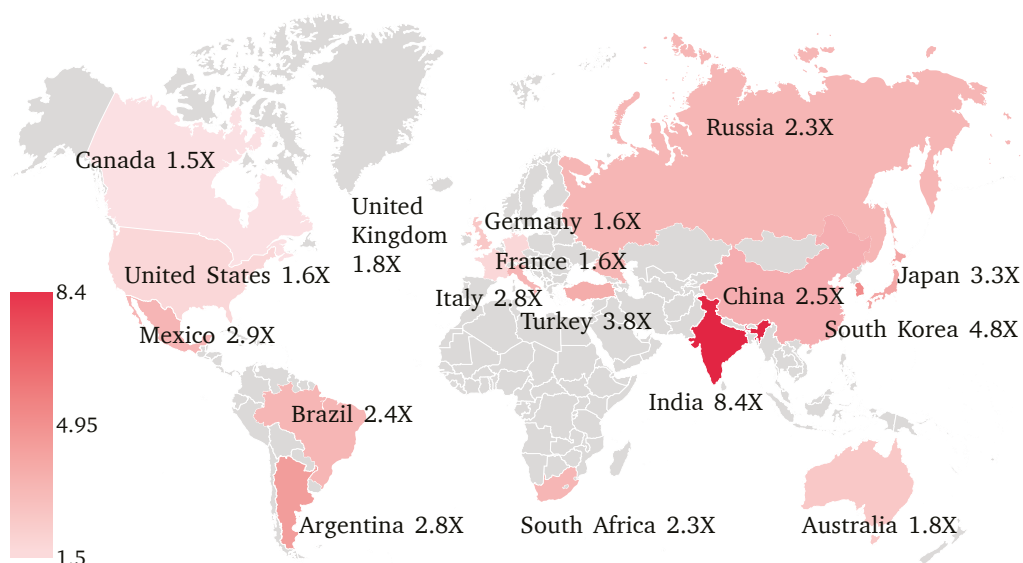 Russia 2.3X
Canada 1.5X
United
Kingdom
1.8X
Germany 1.6X
France 1.6X
United States 1.6X
Japan 3.3X
8.4
Italy 2.8X
China 2.5X
Turkey 3.8X
South Korea 4.8X
Mexico 2.9X
India 8.4X
Brazil 2.4X
4.95
Argentina 2.8X
South Africa 2.3X
Australia 1.8X
1.5